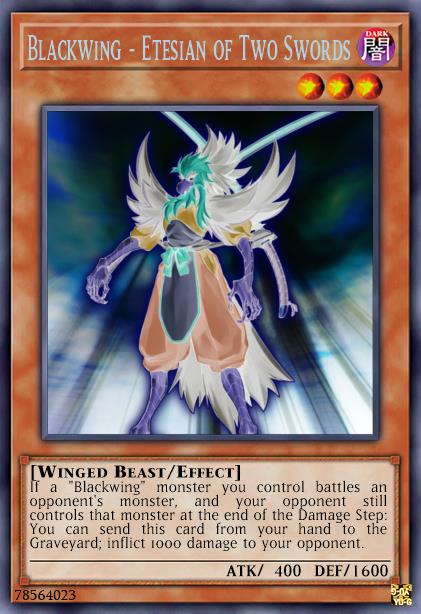 Blackwing - Etesian of Two Swords
DARK
闇
[Winged Beast/Effect]
If a "Blackwing" monster you control battles an
opponent's monster, and your opponent still
controls that monster at the end of the Damage Step:
You can send this card from your hand to the
Graveyard; inflict 1000 damage to your opponent.
ATK/ 400 DEF/1600
78564023